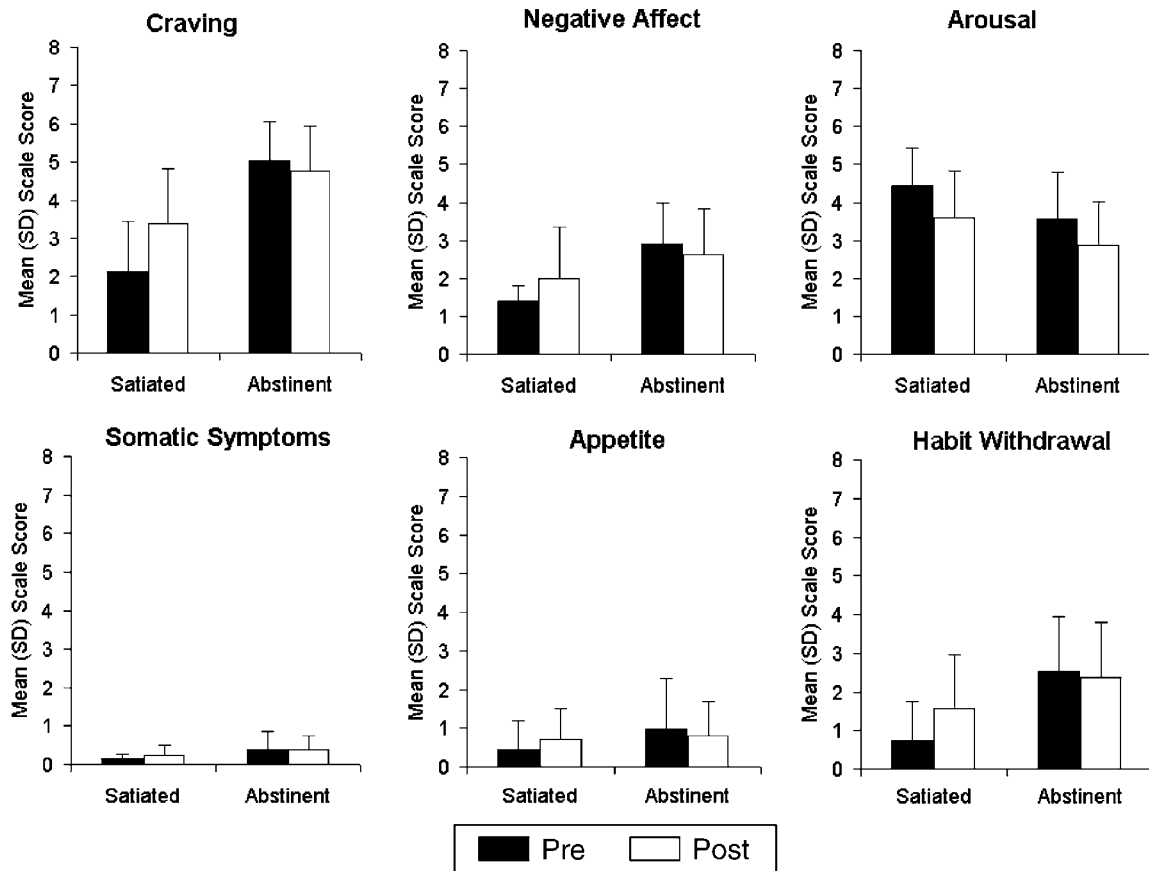 Craving
Mean (SD) Scale Score
8
7
6
5
4
3
2
1
0
Satiated Abstinent
Negative Affect
Mean (SD) Scale Score
8
7
6
5
4
3
2
1
0
Satiated Abstinent
Arousal
Mean (SD) Scale Score
8
7
6
5
4
3
2
1
0
Satiated Abstinent
Somatic Symptoms
Mean (SD) Scale Score
8
7
6
5
4
3
2
1
0
Satiated Abstinent
Appetite
Mean (SD) Scale Score
8
7
6
5
4
3
2
1
0
Satiated Abstinent
Habit Withdrawal
Mean (SD) Scale Score
8
7
6
5
4
3
2
1
0
Satiated Abstinent
Pre Post